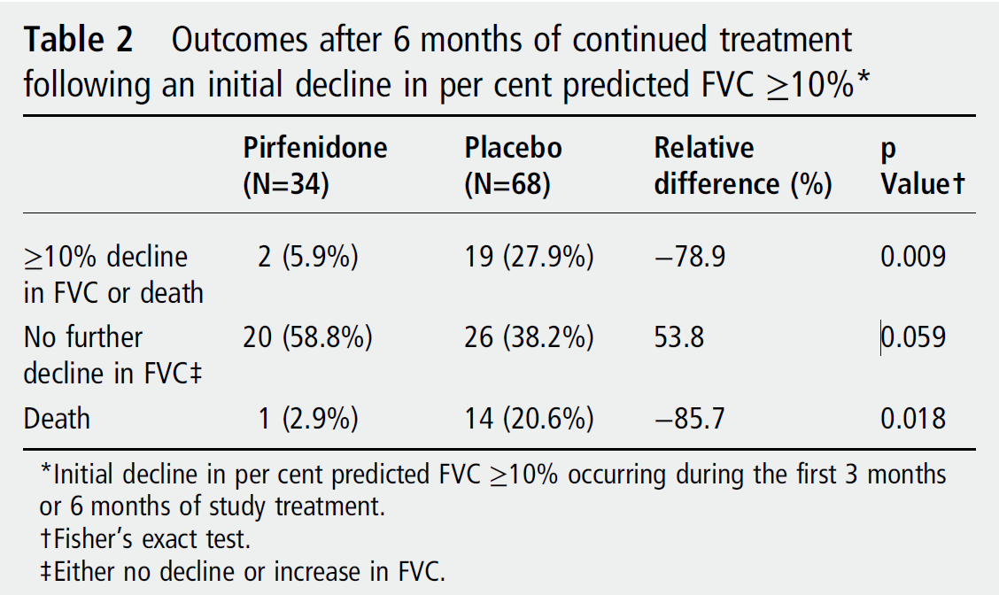 Table 2 Outcomes after 6 months of continued treatment
following an initial decline in per cent predicted FVC ≥10%*
Pirfenidone (N=34) Placebo (N=68) Relative difference (%) p Value†
≥10% decline in FVC or death 2 (5.9%) 19 (27.9%) −78.9 0.009
No further decline in FVC‡ 20 (58.8%) 26 (38.2%) 53.8 0.059
Death 1 (2.9%) 14 (20.6%) −85.7 0.018
*Initial decline in per cent predicted FVC ≥10% occurring during the first 3 months
or 6 months of study treatment.
†Fisher's exact test.
‡Either no decline or increase in FVC.